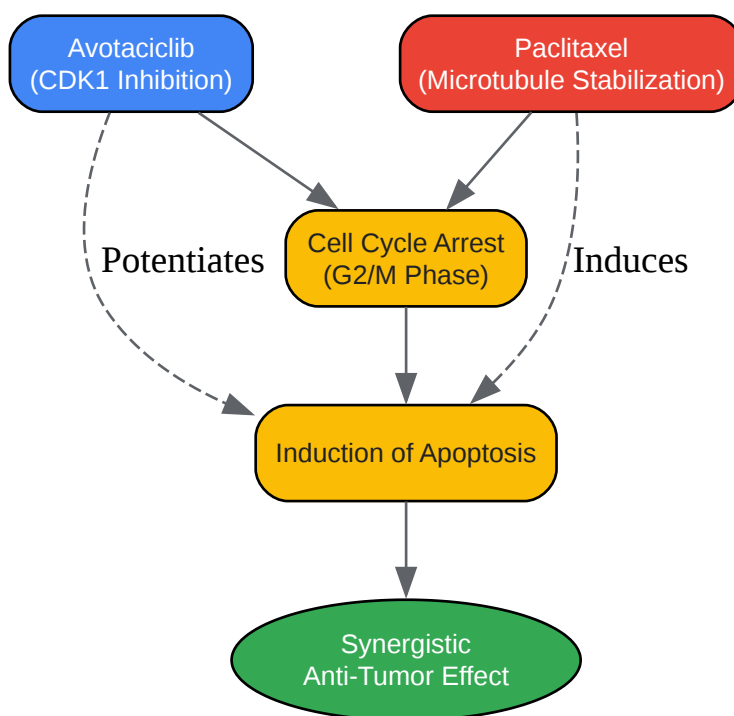 Avotaciclib
(CDK1 Inhibition)
Paclitaxel
(Microtubule Stabilization)
Cell Cycle Arrest
(G2/M Phase)
Potentiates
Induces
Induction of Apoptosis
Synergistic
Anti-Tumor Effect